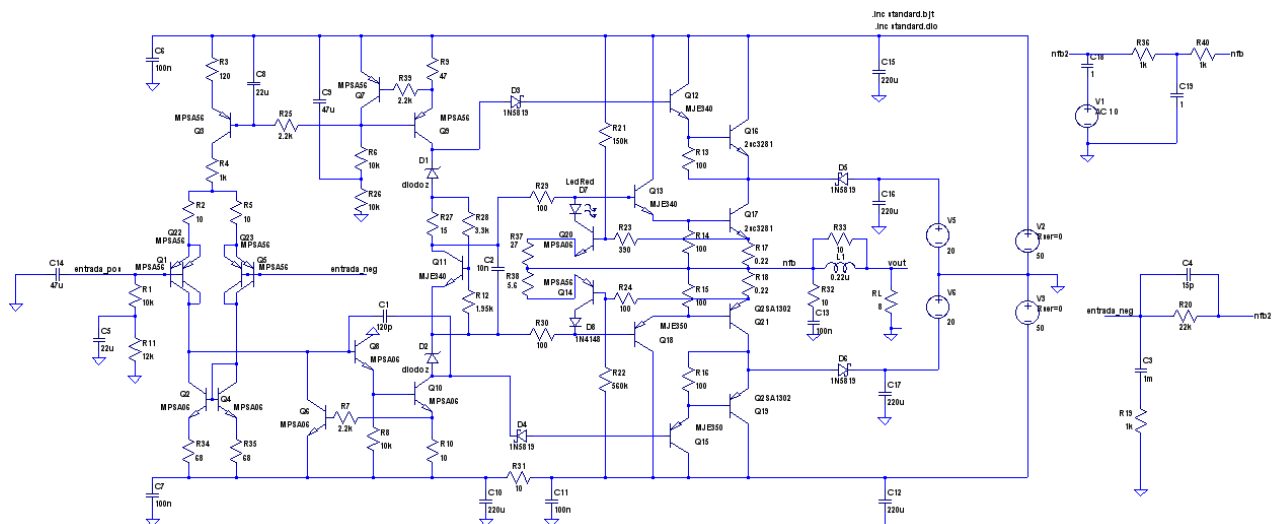 .inc standard.bjt
.inc standard.dio
C6
100n
R3
120
C8
22u
MPSA56
Q3
R25
2.2k
C9
47u
MPSA56
Q7
R39
2.2k
R9
47
MPSA56
Q9
R6
10k
R26
10k
R4
1k
D3
1N5819
D1
diodoz
R27
15
R28
3.3k
Q11
MJE340
R12
1.95k
C2
10n
D2
diodoz
R2
10
R5
10
Q22
MPSA56
Q23
MPSA56
MPSA56
Q1
Q5
MPSA56
C14
47u
entrada_pos
entrada_neg
R1
10k
C5
22u
R11
12k
Q2
MPSA06
Q4
MPSA06
R34
68
R35
68
C7
100n
C1
120p
Q8
MPSA06
Q10
MPSA06
Q6
MPSA06
R7
2.2k
R8
10k
R10
10
D4
1N5819
C10
220u
R31
10
C11
100n
R29
100
LedRed
D7
Q20
MPSA06
R37
27
R38
5.6
MPSA56
Q14
D8
1N4148
R30
100
R21
150k
R23
390
R24
100
R22
560k
Q12
MJE340
R13
100
Q16
2sc3281
Q13
MJE340
Q17
2sc3281
R14
100
R17
0.22
R18
0.22
R15
100
MJE350
Q18
Q2SA1302
Q21
R16
100
Q2SA1302
Q19
MJE350
Q15
C15
220u
D5
1N5819
C16
220u
R33
10
L1
0.22u
nfb
vout
R32
10
C13
100n
RL
8
D6
1N5819
C17
220u
C12
220u
V5
20
V6
20
V2
Rser=0
50
V3
Rser=0
50
nfb2
C18
1
V1
AC 1 0
R36
1k
R40
1k
nfb
C19
1
C4
15p
R20
22k
entrada_neg
nfb2
C3
1m
R19
1k